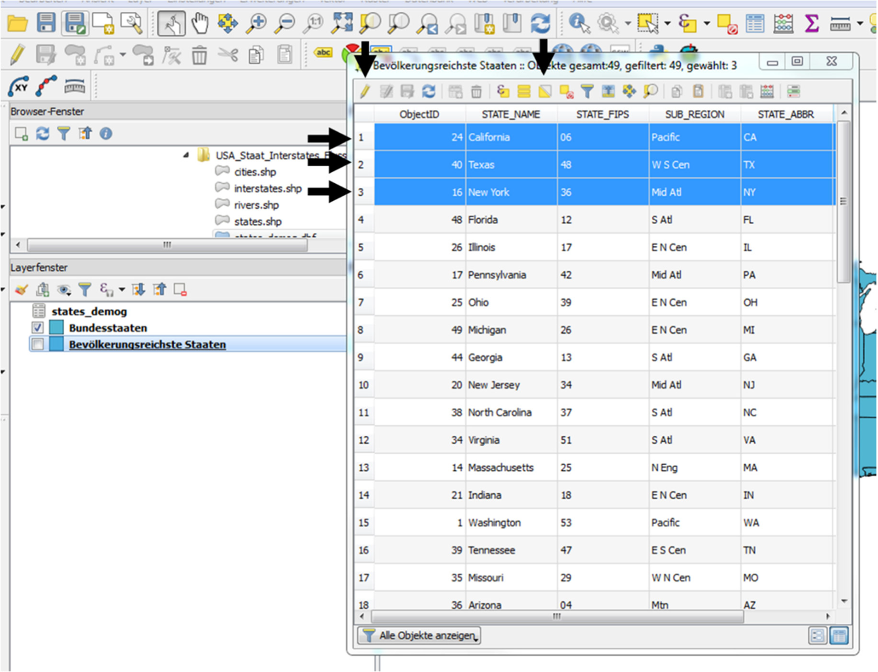 Bevölkerungsreichste Staaten :: Objekte gesamt:49, gefiltert: 49, gewählt: 3
Browser-Fenster
USA_Staat_Interstates
cities.shp
interstates.shp
rivers.shp
states.shp
states_demog.dbf
Layerfenster
states_demog
Bundesstaaten
Bevölkerungsreichste Staaten
ObjectID STATE_NAME STATE_FIPS SUB_REGION STATE_ABBR
1 24 California 06 Pacific CA
2 40 Texas 48 W S Cen TX
3 16 New York 36 Mid Atl NY
4 48 Florida 12 S Atl FL
5 26 Illinois 17 E N Cen IL
6 17 Pennsylvania 42 Mid Atl PA
7 25 Ohio 39 E N Cen OH
8 49 Michigan 26 E N Cen MI
9 44 Georgia 13 S Atl GA
10 20 New Jersey 34 Mid Atl NJ
11 38 North Carolina 37 S Atl NC
12 34 Virginia 51 S Atl VA
13 14 Massachusetts 25 N Eng MA
14 21 Indiana 18 E N Cen IN
15 1 Washington 53 Pacific WA
16 39 Tennessee 47 E S Cen TN
17 35 Missouri 29 W N Cen MO
18 36 Arizona 04 Mtn AZ
Alle Objekte anzeigen